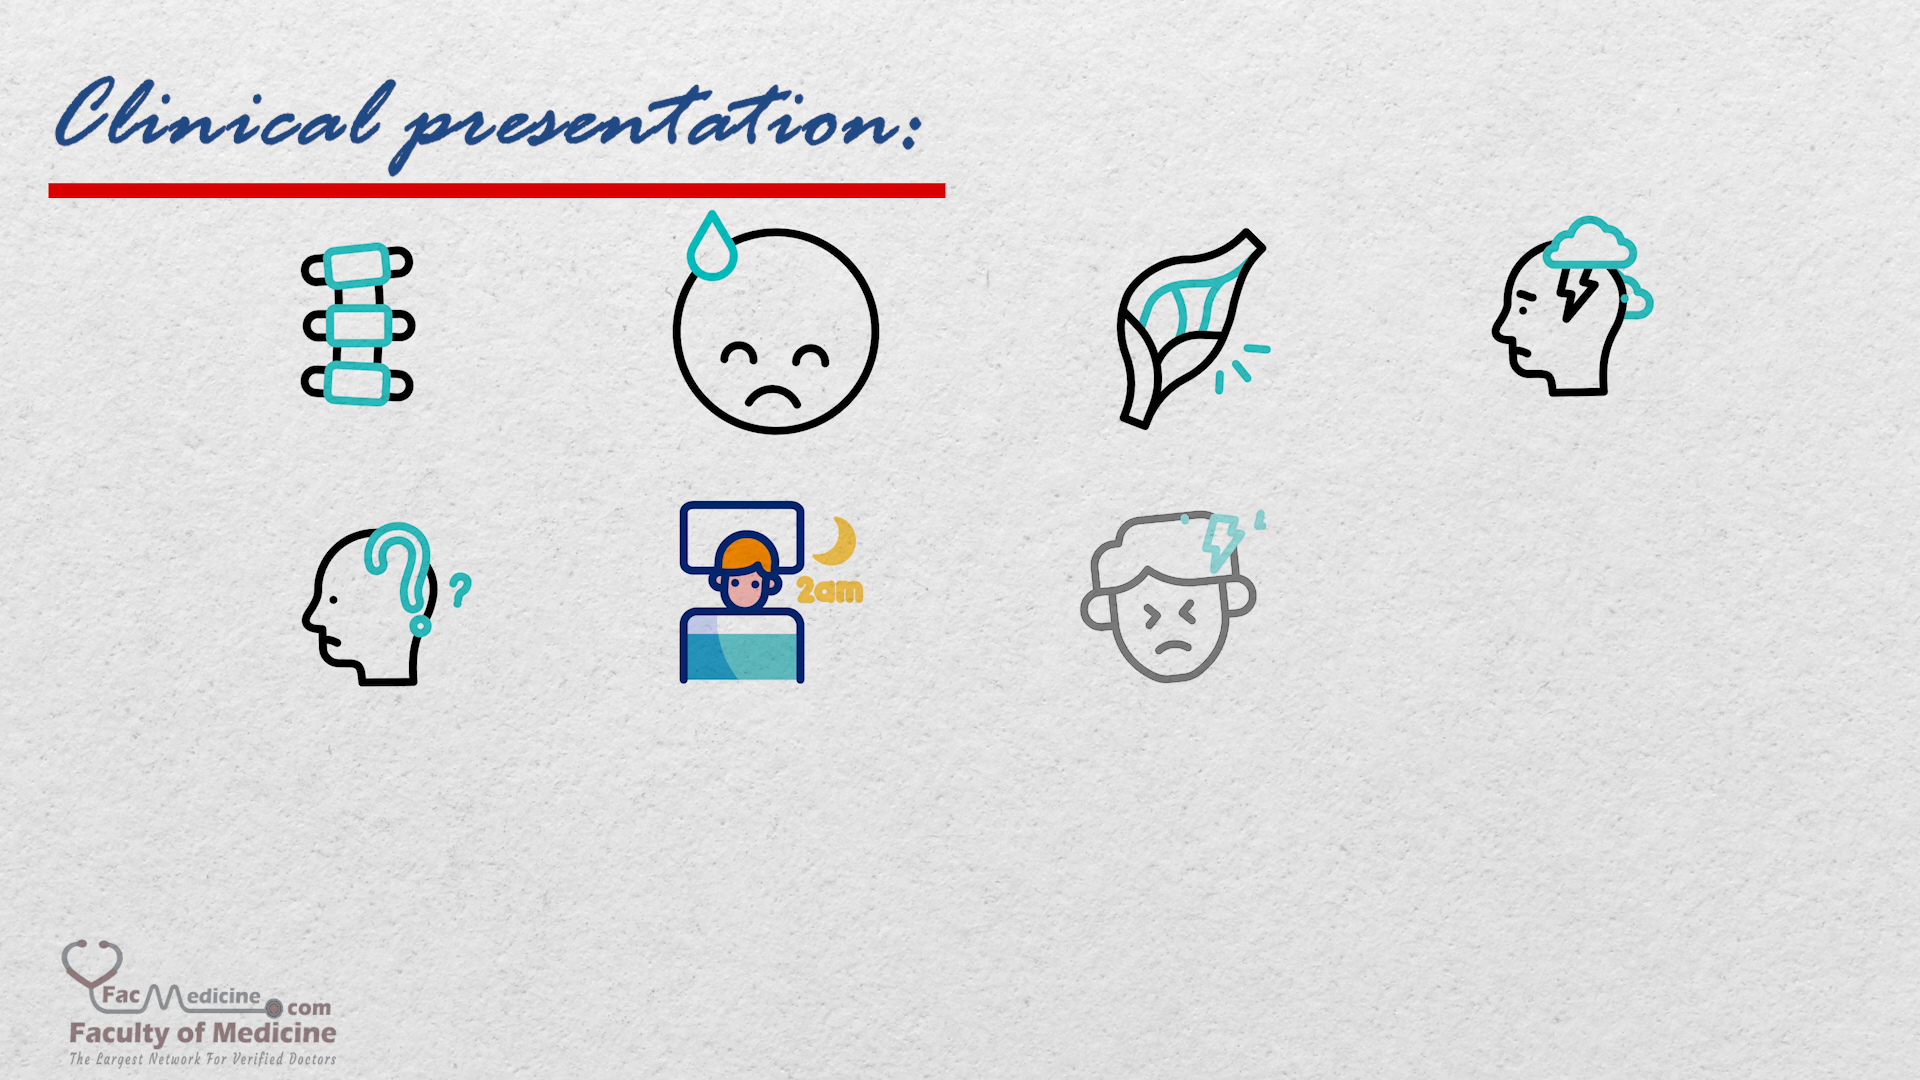 Clinical presentation:
2am
FacMedicine.com
Faculty of Medicine
The Largest Network For Verified Doctors